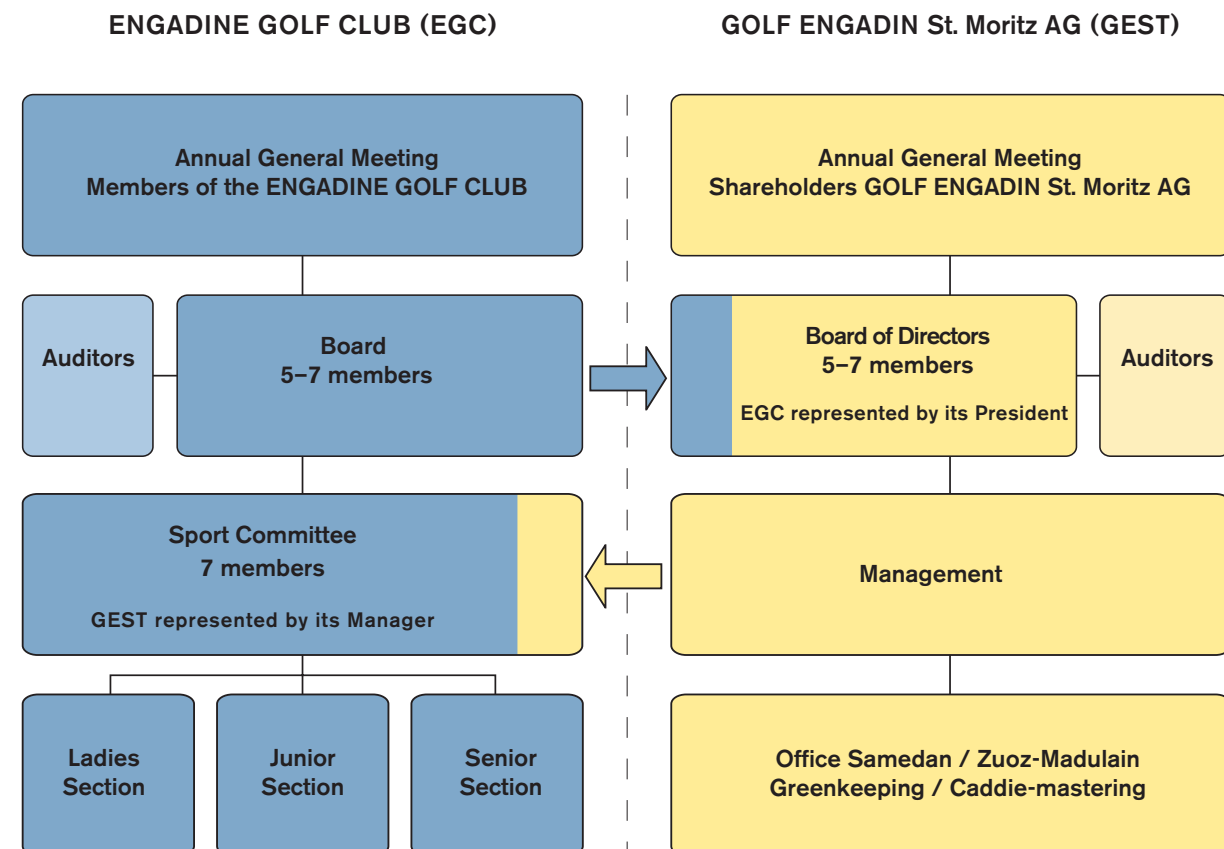 ENGADINE GOLF CLUB (EGC)
GOLF ENGADIN St. Moritz AG (GEST)
Annual General Meeting
Members of the ENGADINE GOLF CLUB
Annual General Meeting
Shareholders GOLF ENGADIN St. Moritz AG
Auditors
Board
5–7 members
Board of Directors
5–7 members
EGC represented by its President
Auditors
Sport Committee
7 members
GEST represented by its Manager
Management
Ladies
Section
Junior
Section
Senior
Section
Office Samedan / Zuoz-Madulain
Greenkeeping / Caddie-mastering